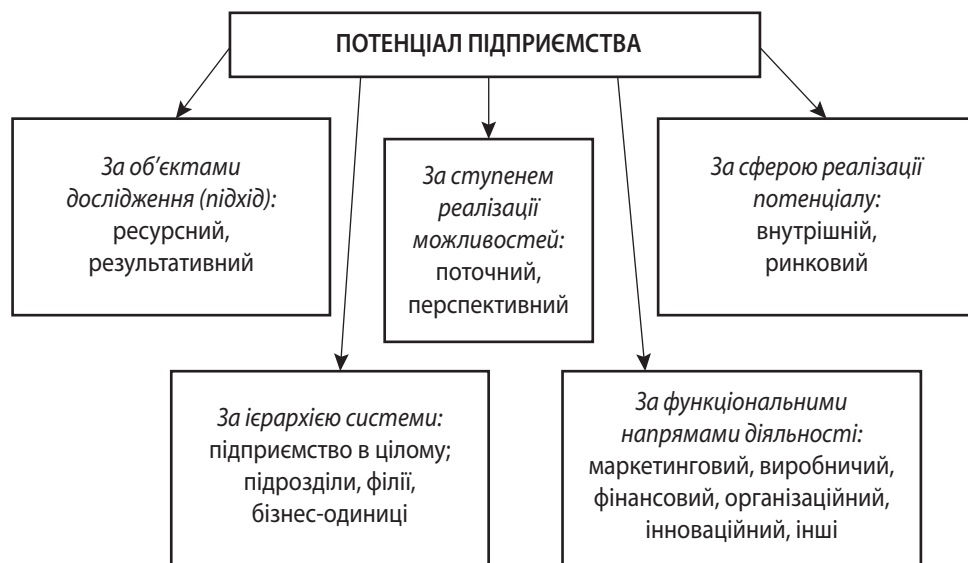 ПОТЕНЦІАЛ ПІДПРИЄМСТВА
За об’єктами
дослідження (підхід):
ресурсний,
результативний
За ступенем
реалізації
можливостей:
поточний,
перспективний
За сферою реалізації
потенціалу:
внутрішній,
ринковий
За ієрархією системи:
підприємство в цілому;
підрозділи, філії,
бізнес-одиниці
За функціональними
напрямами діяльності:
маркетинговий, виробничий,
фінансовий, організаційний,
інноваційний, інші